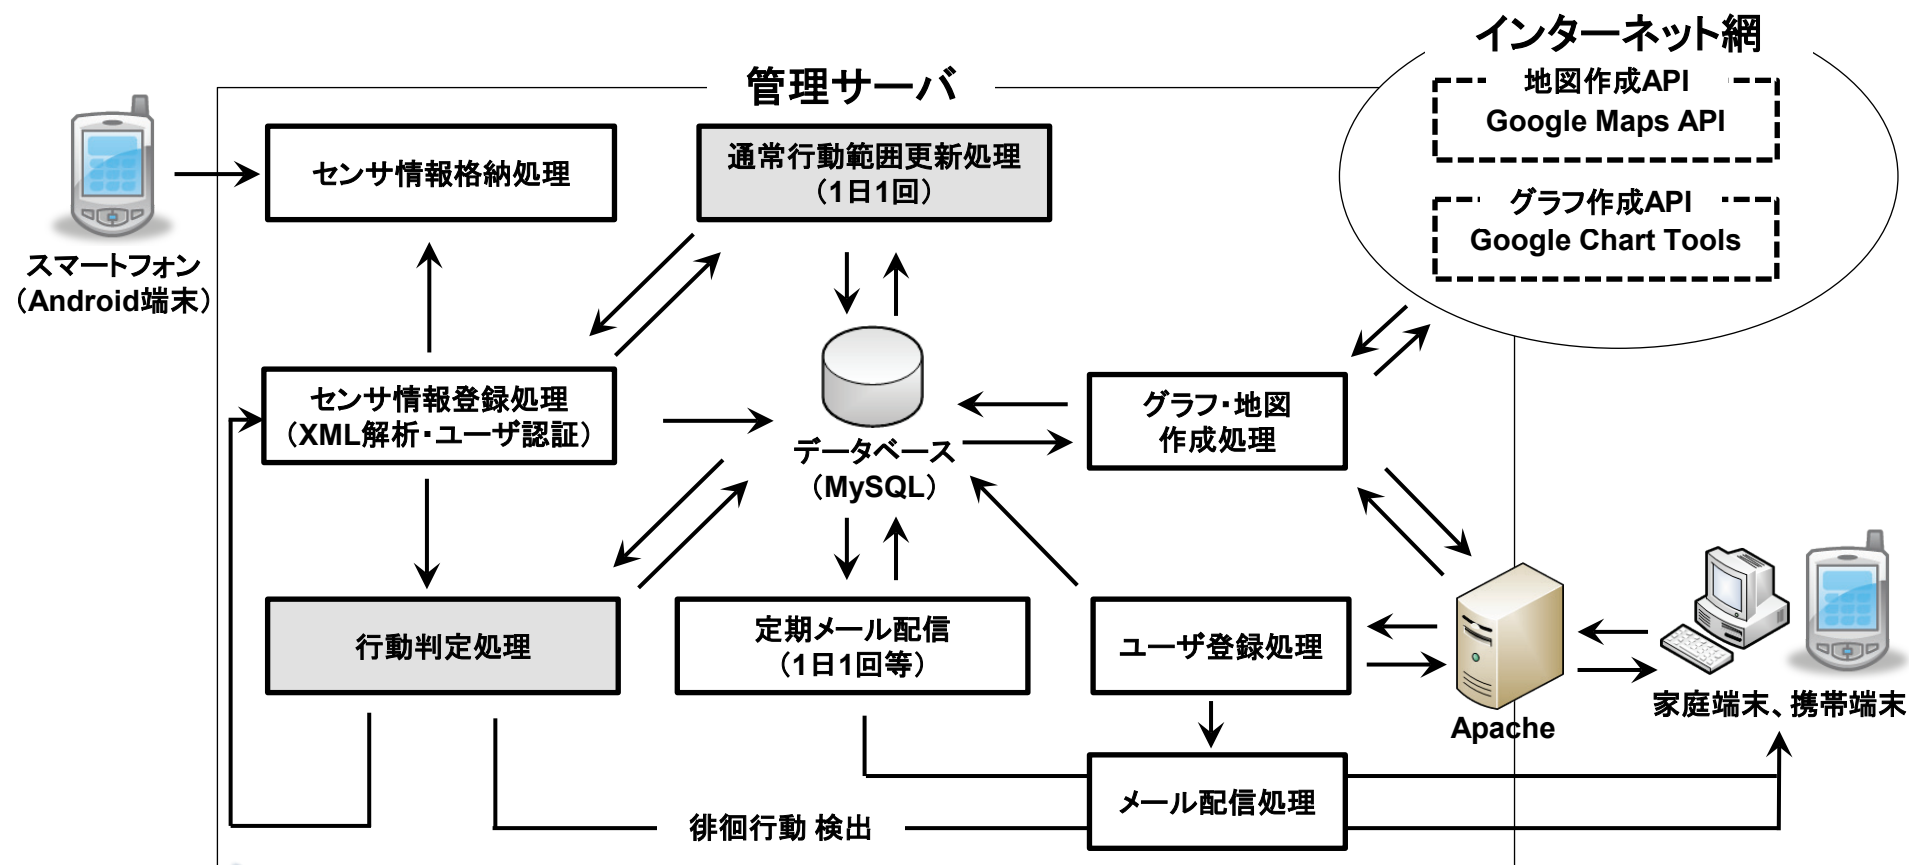 インターネット網
管理サーバ
地図作成API
Google Maps API
センサ情報格納処理
通常行動範囲更新処理
（1日1回）
グラフ作成API
Google Chart Tools
スマートフォン
（Android端末）
センサ情報登録処理
（XML解析・ユーザ認証）
データベース
（MySQL）
グラフ・地図
作成処理
行動判定処理
定期メール配信
（1日1回等）
ユーザ登録処理
Apache
家庭端末、携帯端末
メール配信処理
徘徊行動 検出